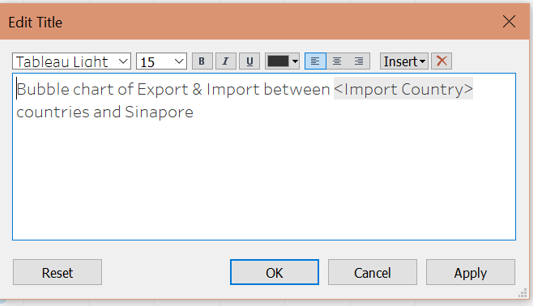 Edit Title
Tableau Light 15 B I U Insert
Bubble chart of Export & Import between <Import Country>
countries and Sinapore
Reset OK Cancel Apply